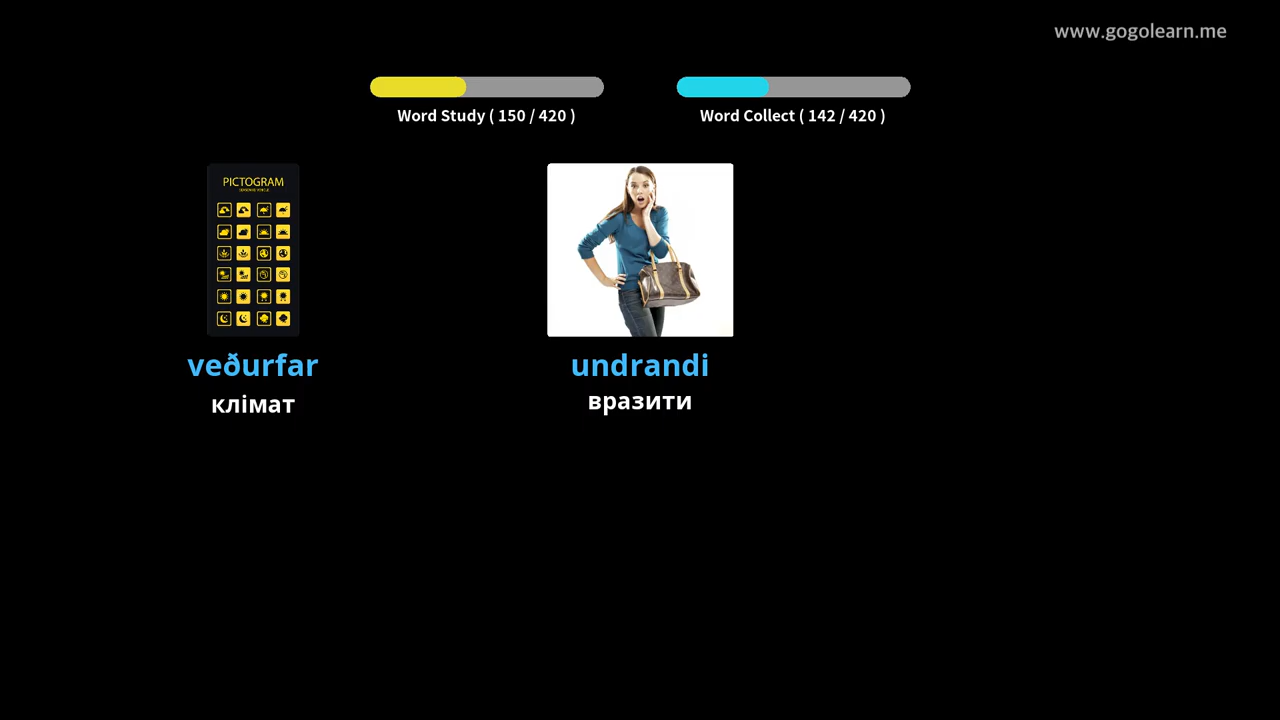 www.gogolearn.me
Word Study ( 150 / 420 )
Word Collect ( 142 / 420 )
PICTOGRAM
veðurfar
клімат
undrandi
вразити